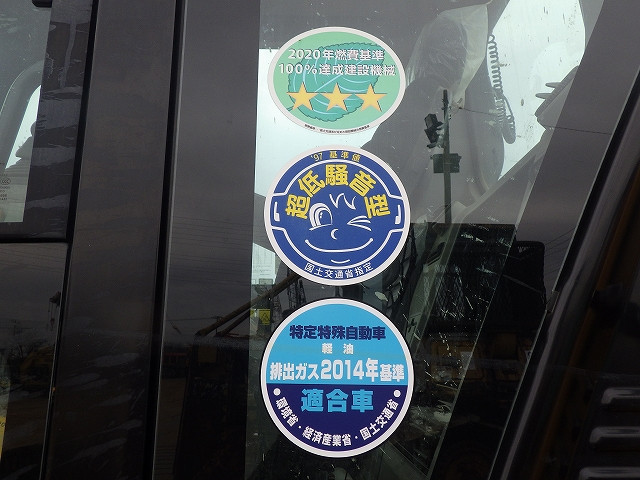 2020年燃費基準
100%達成建設機械
'97 基準値
超低騒音型
国土交通省指定
特定特殊自動車
軽油
排出ガス2014年基準
適合車
・環境省・経済産業省・国土交通省・